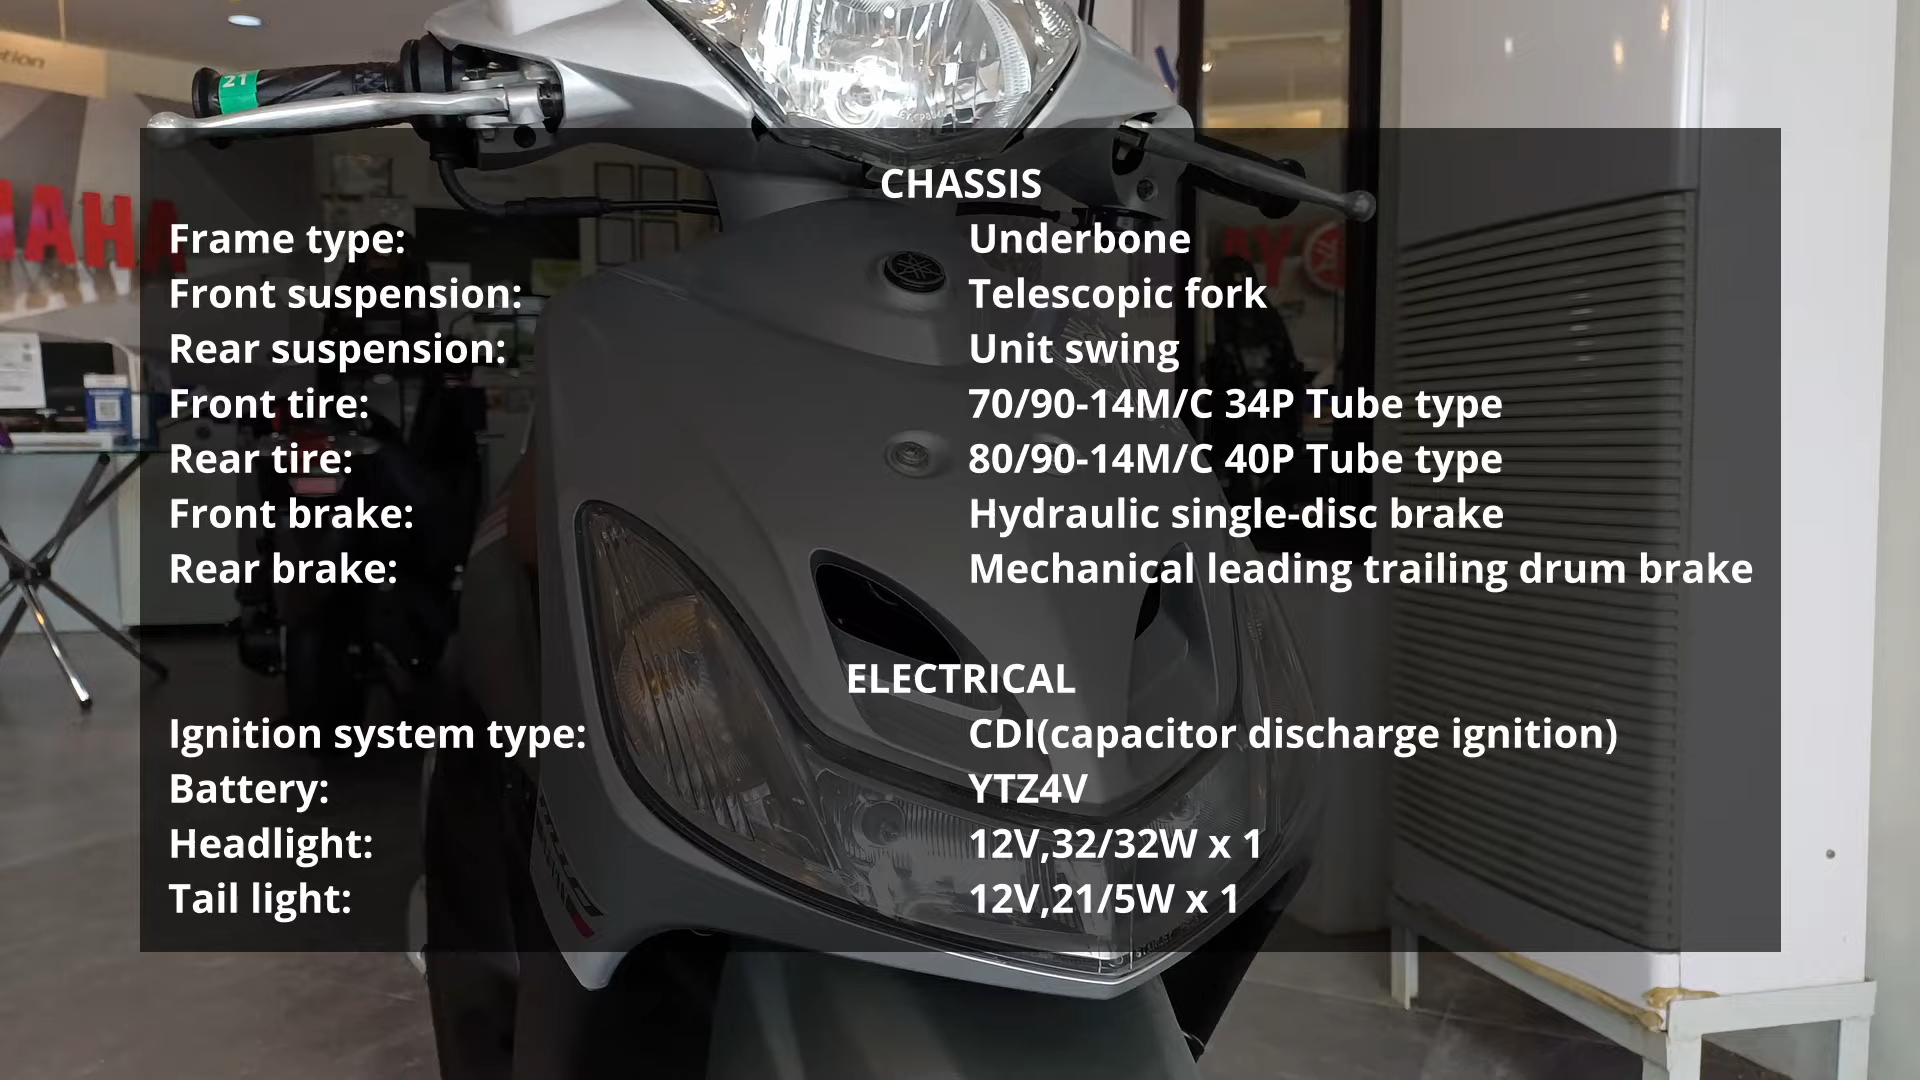 ction
21
AHA
CHASSIS
Frame type: Underbone
Front suspension: Telescopic fork
Rear suspension: Unit swing
Front tire: 70/90-14M/C 34P Tube type
Rear tire: 80/90-14M/C 40P Tube type
Front brake: Hydraulic single-disc brake
Rear brake: Mechanical leading trailing drum brake
ELECTRICAL
Ignition system type: CDI(capacitor discharge ignition)
Battery: YTZ4V
Headlight: 12V,32/32W x 1
Tail light: 12V,21/5W x 1